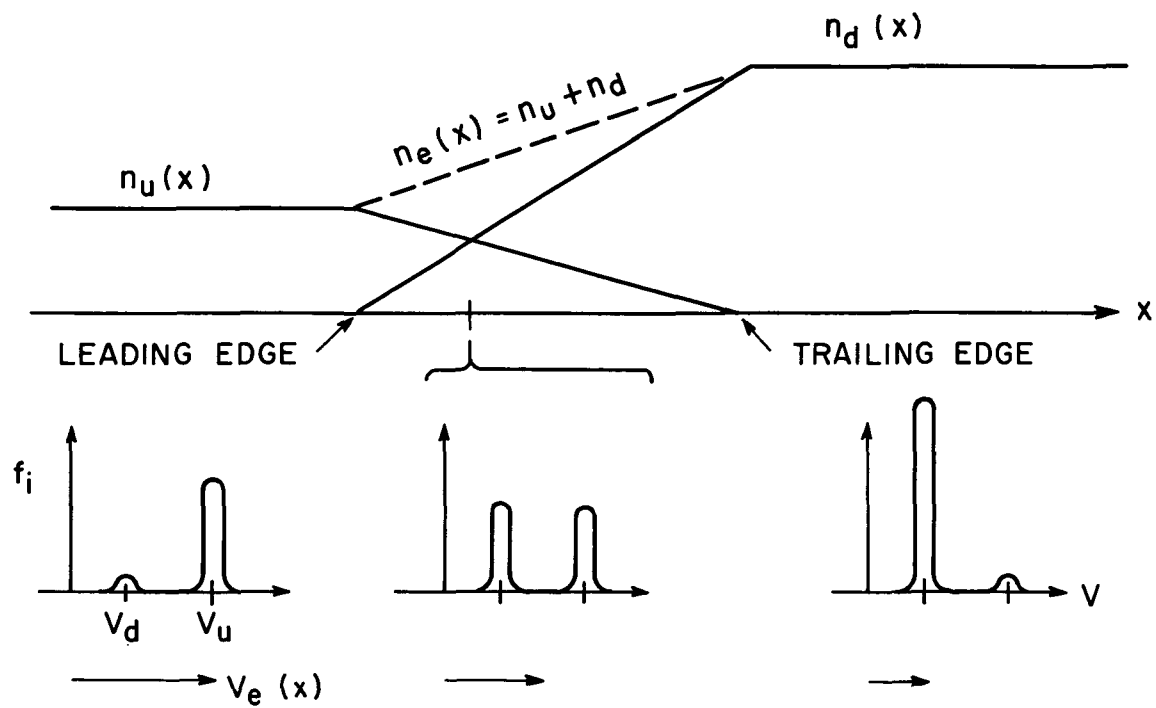 n_d (x)
n_e (x) = n_u + n_d
n_u (x)
x
LEADING EDGE
TRAILING EDGE
f_i
V_d
V_u
V
V_e (x)